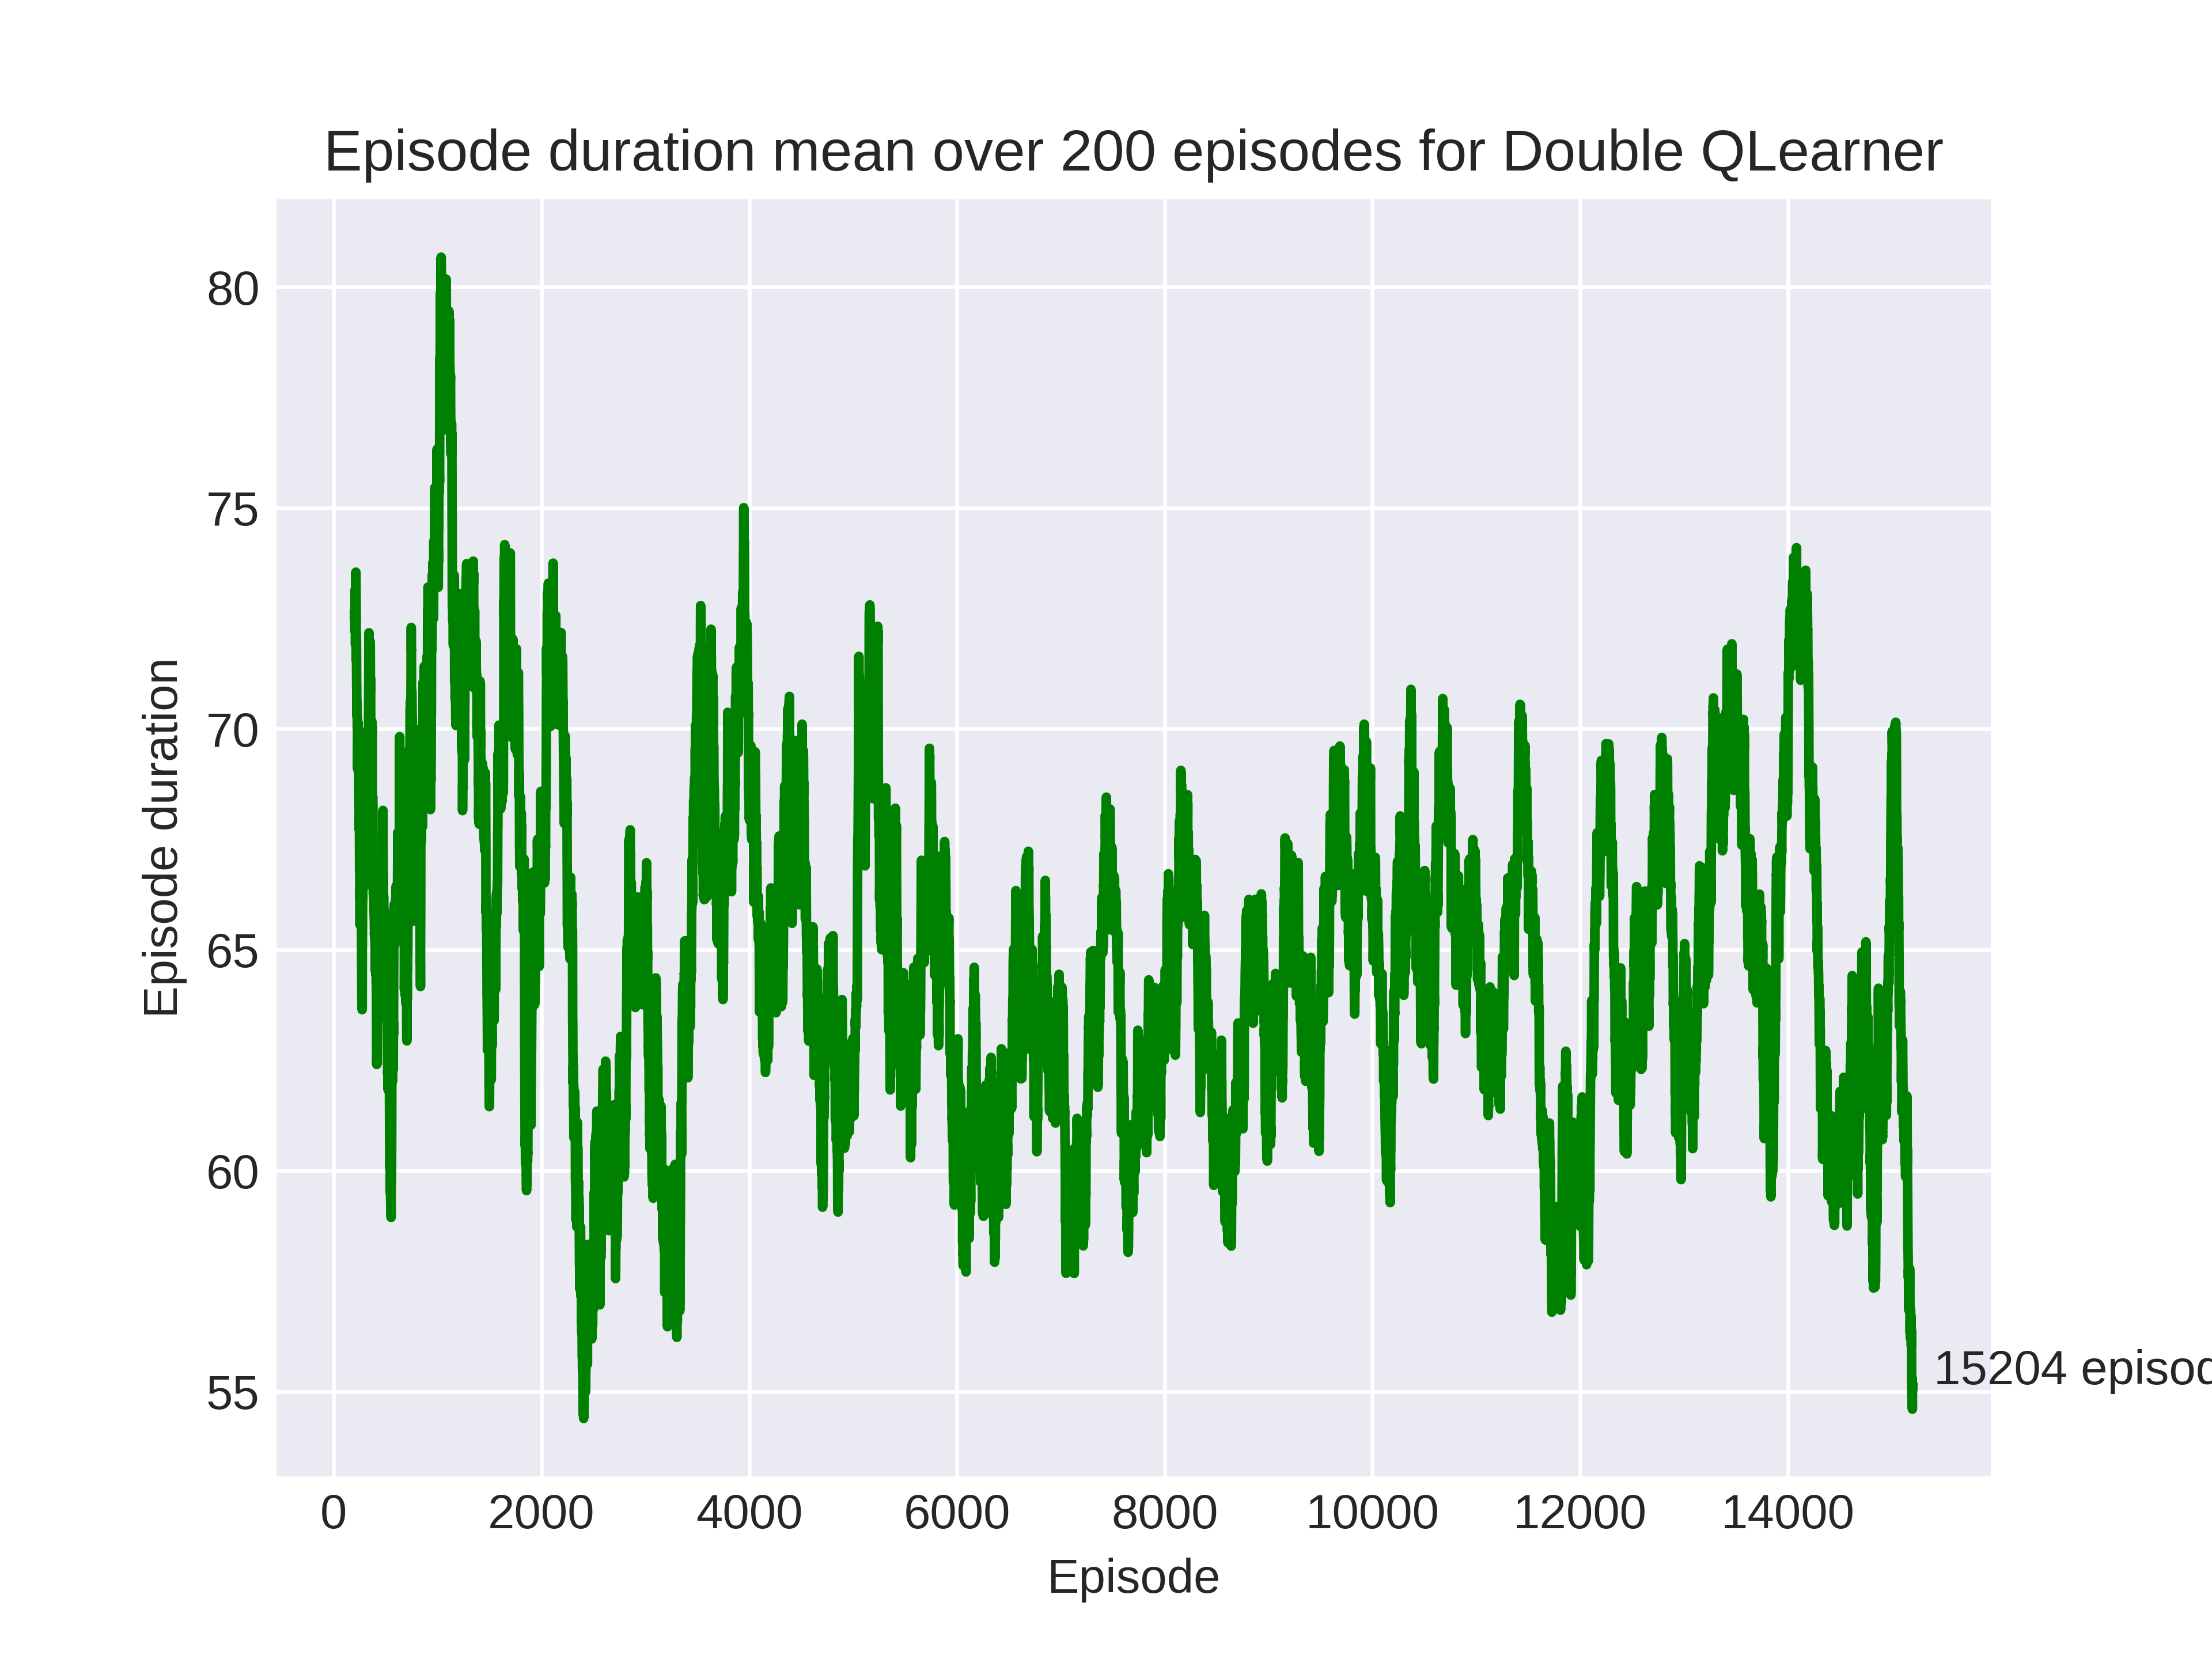 Episode duration mean over 200 episodes for Double QLearner
Episode duration
80
75
70
65
60
55
15204 episod
0 2000 4000 6000 8000 10000 12000 14000
Episode